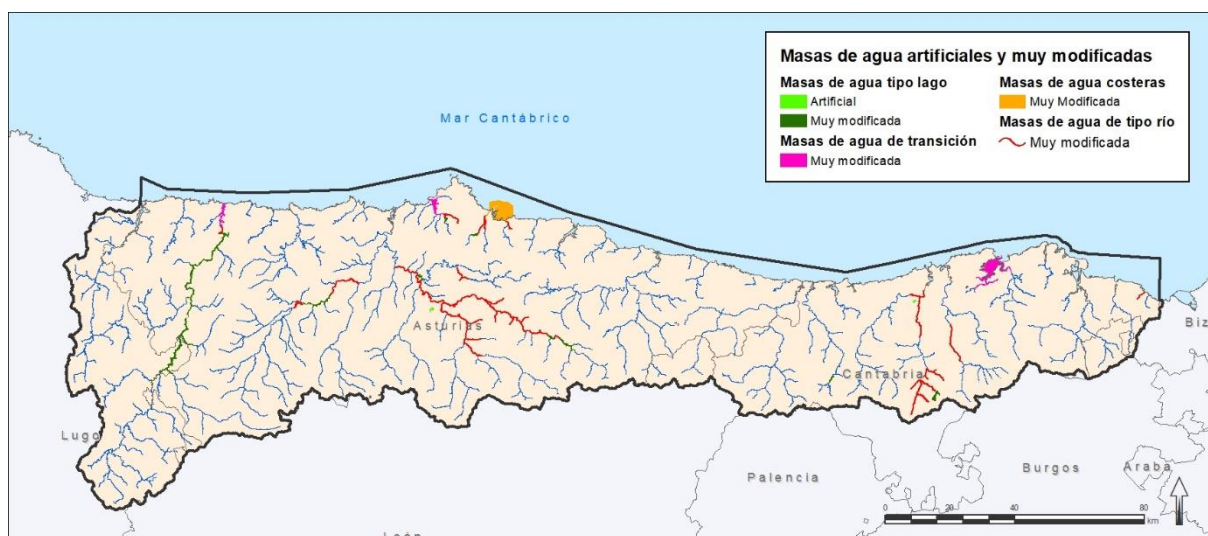 Masas de agua artificiales y muy modificadas
Masas de agua tipo lago
Artificial
Muy modificada
Masas de agua de transición
Muy modificada
Masas de agua costeras
Muy Modificada
Masas de agua de tipo río
Muy modificada
Mar Cantábrico
Asturias
Cantabria
Lugo
Palencia
Burgos
Araba
Biz
León
0 20 40 80
km